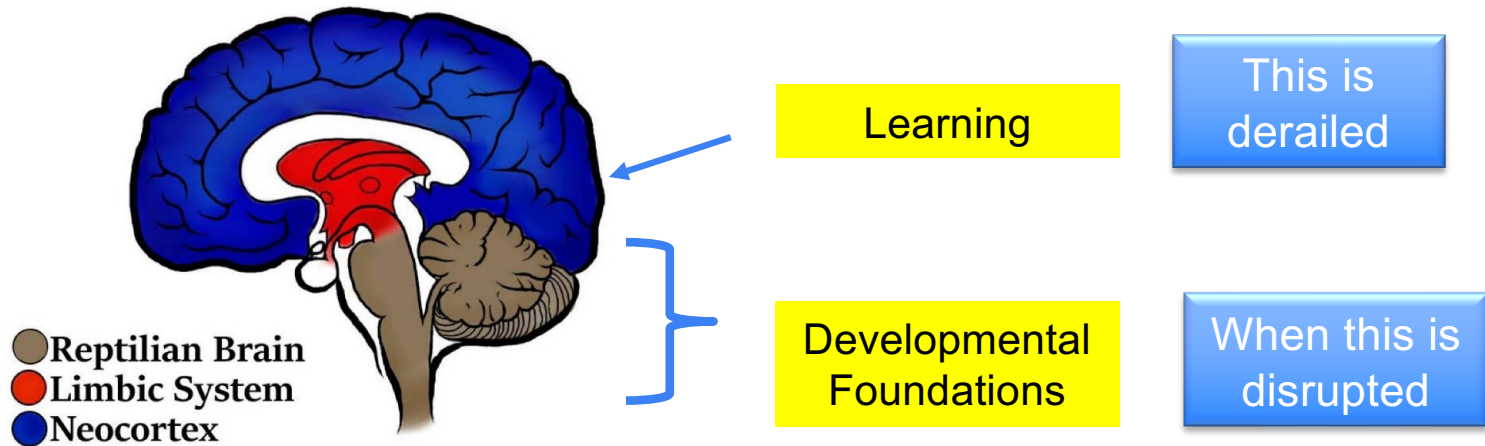 Learning
This is
derailed
Developmental
Foundations
When this is
disrupted
Reptilian Brain
Limbic System
Neocortex